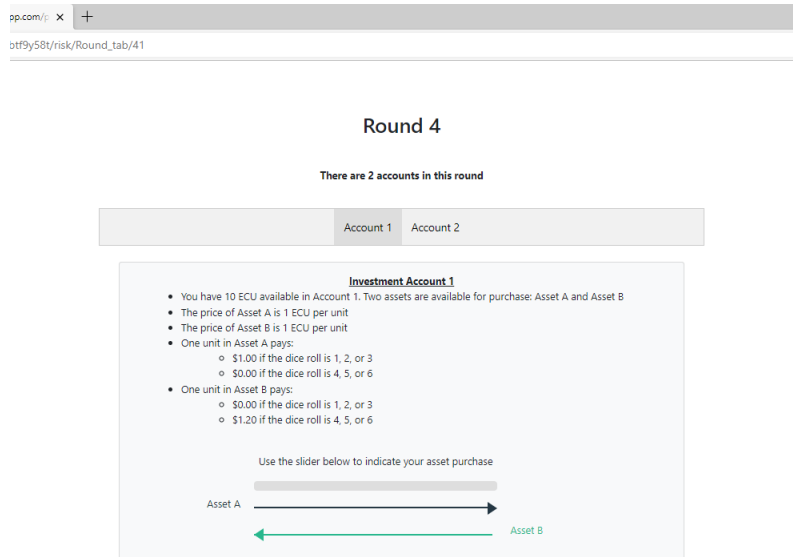 pp.com/p
btf9y58t/risk/Round_tab/41
Round 4
There are 2 accounts in this round
Account 1 Account 2
Investment Account 1
You have 10 ECU available in Account 1. Two assets are available for purchase: Asset A and Asset B
The price of Asset A is 1 ECU per unit
The price of Asset B is 1 ECU per unit
One unit in Asset A pays:
$1.00 if the dice roll is 1, 2, or 3
$0.00 if the dice roll is 4, 5, or 6
One unit in Asset B pays:
$0.00 if the dice roll is 1, 2, or 3
$1.20 if the dice roll is 4, 5, or 6
Use the slider below to indicate your asset purchase
Asset A
Asset B